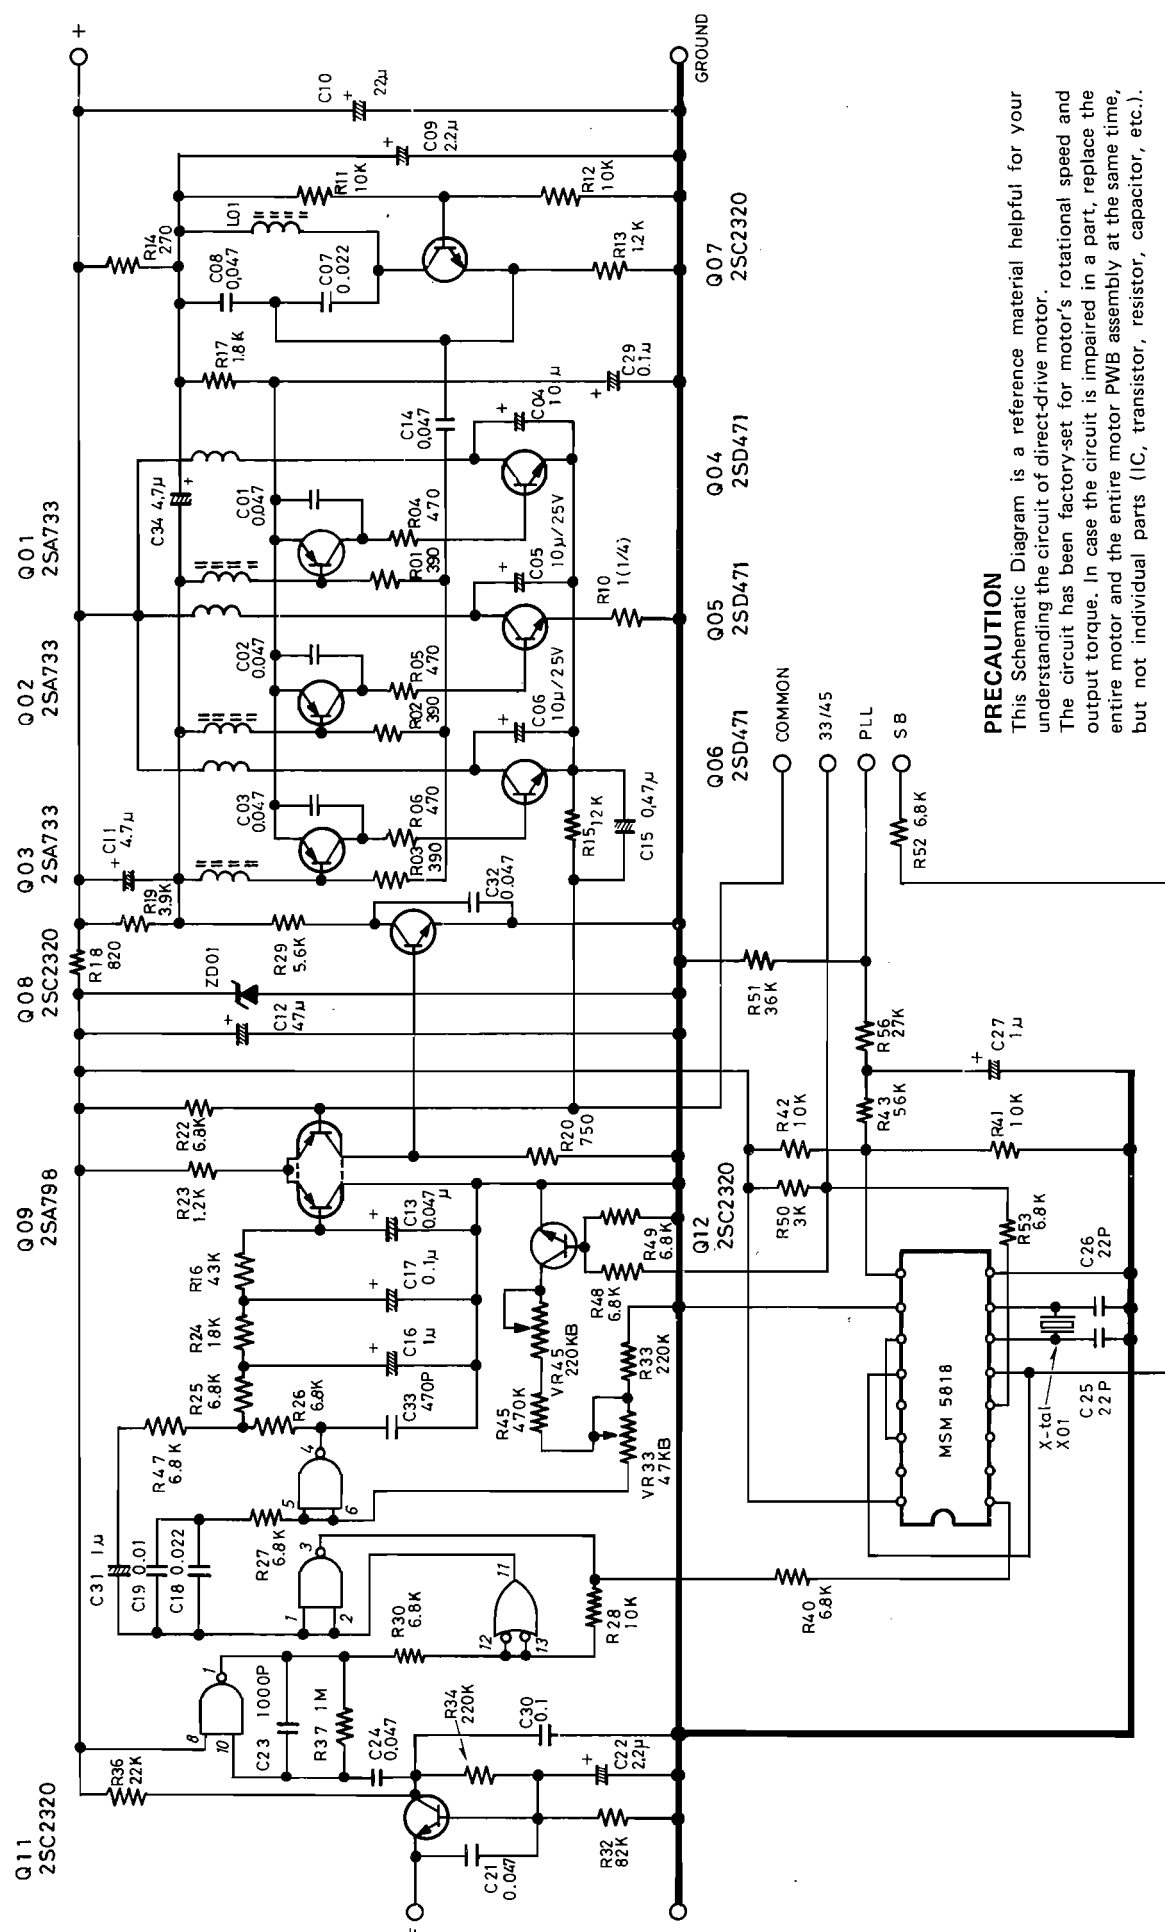 Q11
2SC2320
Q09
2SA798
Q08
2SC2320
Q03
2SA733
Q02
2SA733
Q01
2SA733
+
R36
22K
8
10
1
C23 1000P
R37 1M
C24
0.047
R34
220K
C30
0.1
+
C22
2.2µ
R32
82K
C21
0.047
C31 1µ
C19 0.01
C18 0.022
R27
6.8K
1
2
3
R30
6.8K
12
13
11
R28
10K
R47
6.8K
R25
6.8K
R24
18K
R16
43K
R26
6.8K
4
5
6
C33
470P
+
C16
1µ
+
C17
0.1µ
+
C13
0.047
µ
R45
470K
VR45
220KB
VR33
47KB
R33
220K
R48
6.8K
R49
6.8K
R23
1.2K
R22
6.8K
R20
750
+
C12
47µ
ZD01
R18
820
R19
3.9K
R29
5.6K
C32
0.047
+
C11
4.7µ
C03
0.047
R03
390
R06
470
R15
12K
C15 0.47µ
+
C06
10µ/25V
C02
0.047
R02
390
R05
470
+
C05
10µ/25V
R10
1(1/4)
C34 4.7µ
+
C01
0.047
R01
390
R04
470
+
C04
10µ
C14
0.047
R17
1.8K
+
C29
0.1µ
R14
270
C08
0.047
C07
0.022
L01
R11
10K
R12
10K
R13
1.2K
+
C09
2.2µ
+
C10
22µ
GROUND
Q12
2SC2320
Q06
2SD471
Q05
2SD471
Q04
2SD471
Q07
2SC2320
COMMON
33/45
PLL
SB
R52 6.8K
R51
36K
R56
27K
+
C27
1µ
R43
56K
R42
10K
R41
10K
R50
3K
R53
6.8K
R40
6.8K
MSM 5818
X-tal
X01
C25
22P
C26
22P
PRECAUTION
This Schematic Diagram is a reference material helpful for your
understanding the circuit of direct-drive motor.
The circuit has been factory-set for motor's rotational speed and
output torque. In case the circuit is impaired in a part, replace the
entire motor and the entire motor PWB assembly at the same time,
but not individual parts (IC, transistor, resistor, capacitor, etc.).